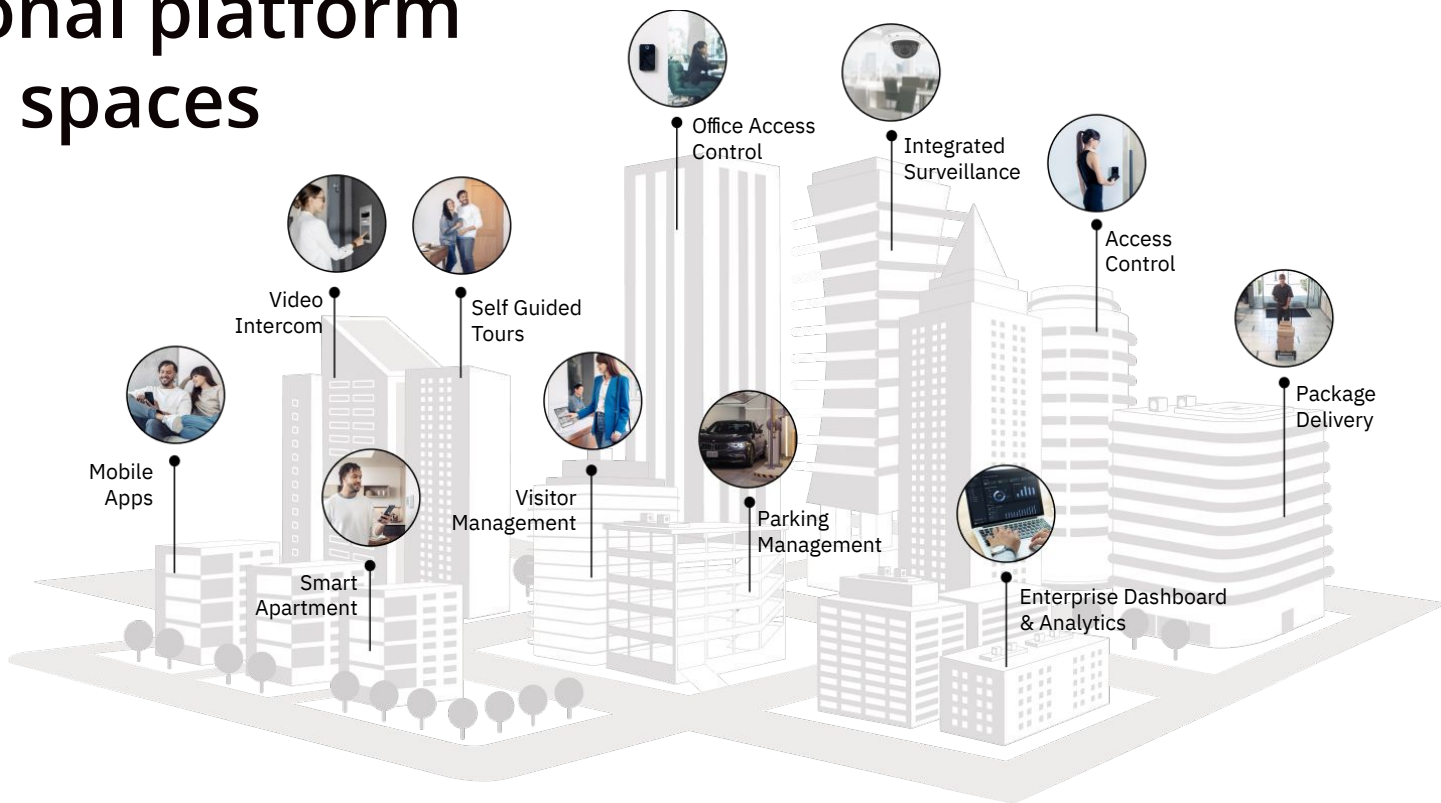 platform
spaces
Office Access
Control
Integrated
Surveillance
Access
Control
Video
Intercom
Self Guided
Tours
Package
Delivery
Mobile
Apps
Visitor
Management
Parking
Management
Smart
Apartment
Enterprise Dashboard
& Analytics